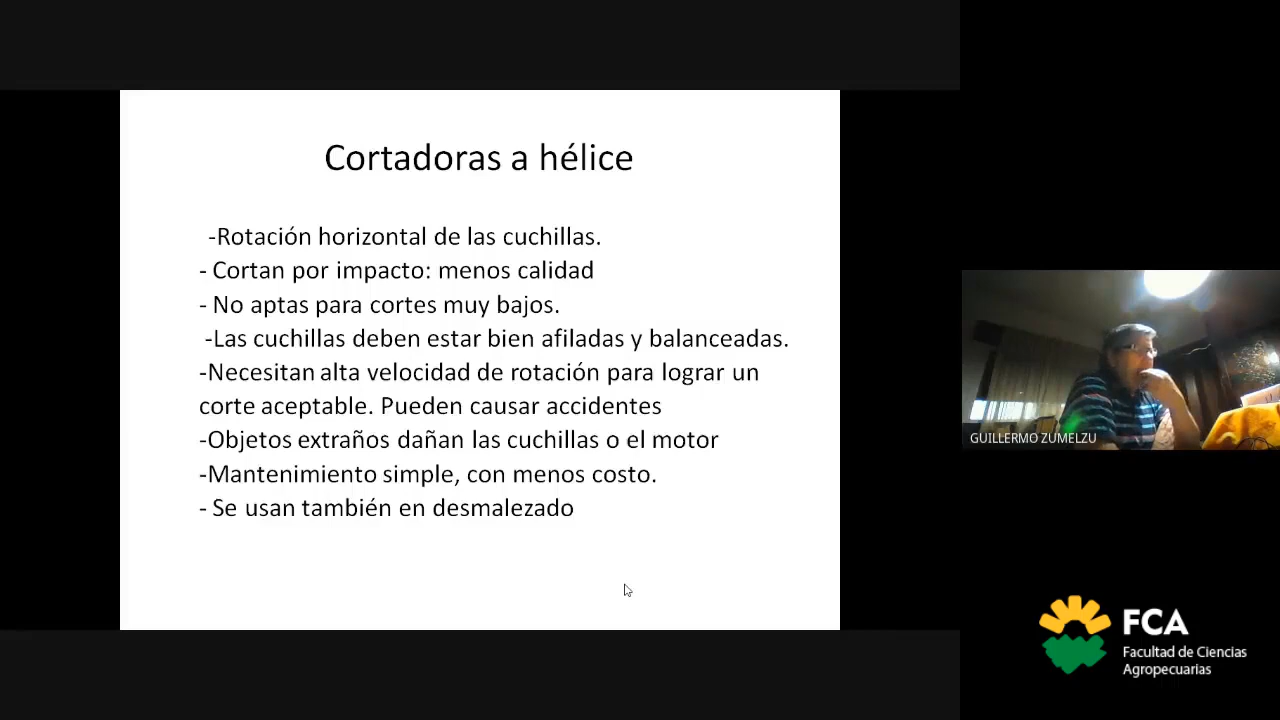 Cortadoras a hélice
-Rotación horizontal de las cuchillas.
- Cortan por impacto: menos calidad
- No aptas para cortes muy bajos.
-Las cuchillas deben estar bien afiladas y balanceadas.
-Necesitan alta velocidad de rotación para lograr un
corte aceptable. Pueden causar accidentes
-Objetos extraños dañan las cuchillas o el motor
-Mantenimiento simple, con menos costo.
- Se usan también en desmalezado
GUILLERMO ZUMELZU
FCA
Facultad de Ciencias
Agropecuarias